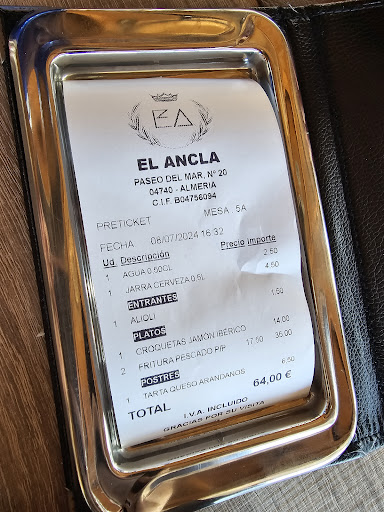 EA
EL ANCLA
PASEO DEL MAR, Nº 20
04740 - ALMERIA
C.I.F. B04756094
PRETICKET MESA : 5A
FECHA 06/07/2024 16:32
Ud. Descripción Precio Importe
1 AGUA 0.50CL 2,50
1 JARRA CERVEZA 0.5L 4,50
ENTRANTES
1 ALIOLI 1,50
PLATOS
1 CROQUETAS JAMÓN IBÉRICO 14,00
2 FRITURA PESCADO P/P 17,50 35,00
POSTRES
1 TARTA QUESO ARANDANOS 6,50
TOTAL 64,00 €
I.V.A. INCLUIDO
GRACIAS POR SU VISITA